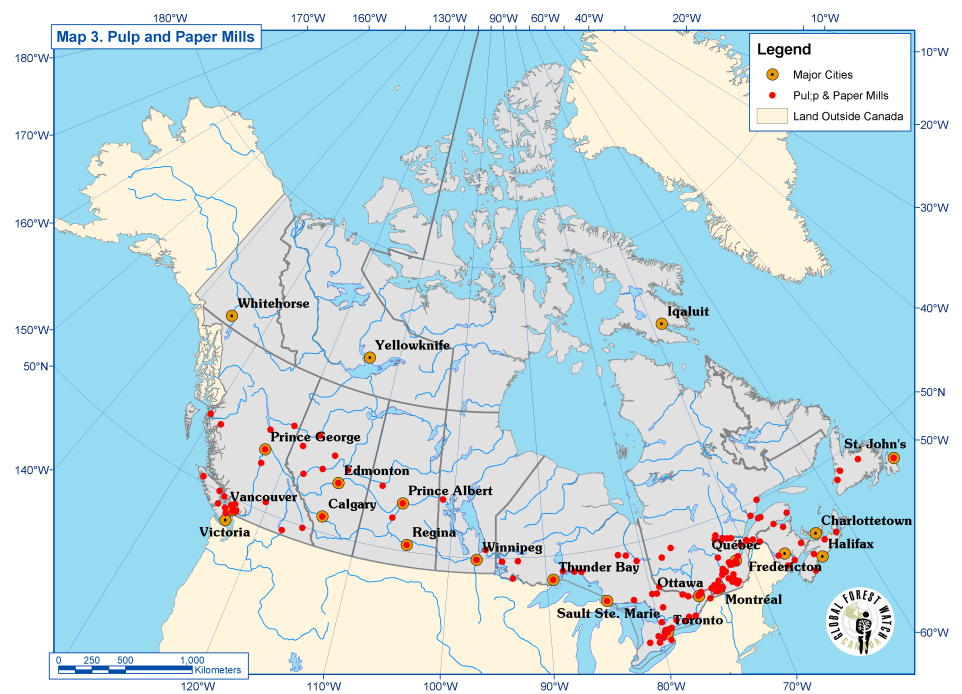 180°W
170°W
160°W
130°W
90°W
60°W
40°W
20°W
10°W
Map 3. Pulp and Paper Mills
Legend
Major Cities
Pul;p & Paper Mills
Land Outside Canada
180°W
170°W
160°W
150°W
50°N
140°W
10°W
20°W
30°W
40°W
50°N
50°W
60°W
Whitehorse
Yellowknife
Iqaluit
Prince George
Edmonton
Prince Albert
Calgary
Vancouver
Victoria
Regina
Winnipeg
Thunder Bay
Sault Ste. Marie
Ottawa
Toronto
Montréal
Québec
Fredericton
Halifax
Charlottetown
St. John's
GLOBAL FOREST WATCH
CANADA
0 250 500 1,000
Kilometers
120°W
110°W
100°W
90°W
80°W
70°W